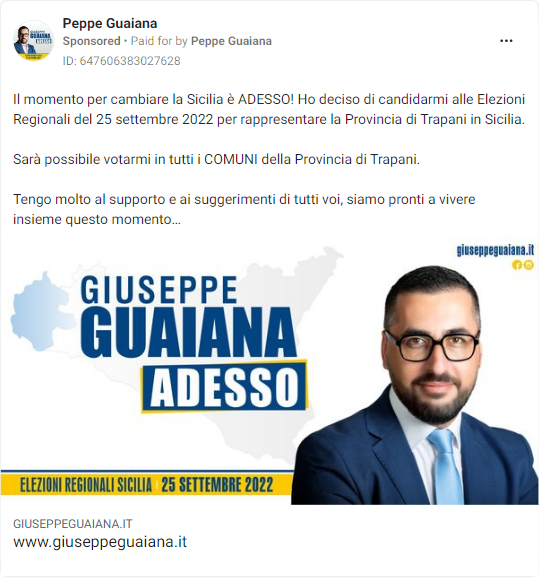 Peppe Guaiana
Sponsored • Paid for by Peppe Guaiana
ID: 647606383027628
Il momento per cambiare la Sicilia è ADESSO! Ho deciso di candidarmi alle Elezioni
Regionali del 25 settembre 2022 per rappresentare la Provincia di Trapani in Sicilia.
Sarà possibile votarmi in tutti i COMUNI della Provincia di Trapani.
Tengo molto al supporto e ai suggerimenti di tutti voi, siamo pronti a vivere
insieme questo momento…
giuseppeguaiana.it
GIUSEPPE
GUAIANA
ADESSO
ELEZIONI REGIONALI SICILIA | 25 SETTEMBRE 2022
GIUSEPPEGUAIANA.IT
www.giuseppeguaiana.it